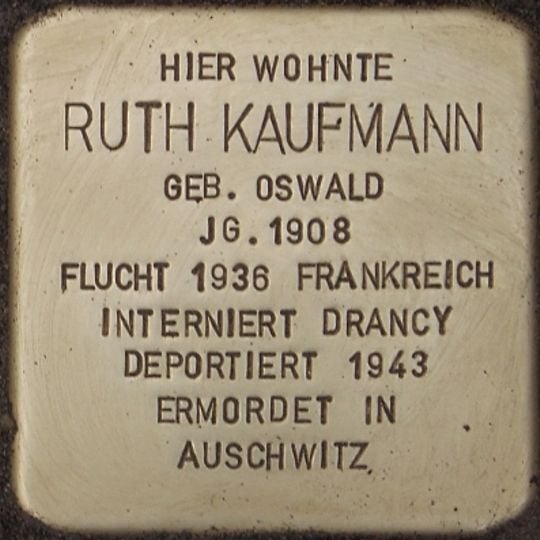 HIER WOHNTE
RUTH KAUFMANN
GEB. OSWALD
JG. 1908
FLUCHT 1936 FRANKREICH
INTERNIERT DRANCY
DEPORTIERT 1943
ERMORDET IN
AUSCHWITZ